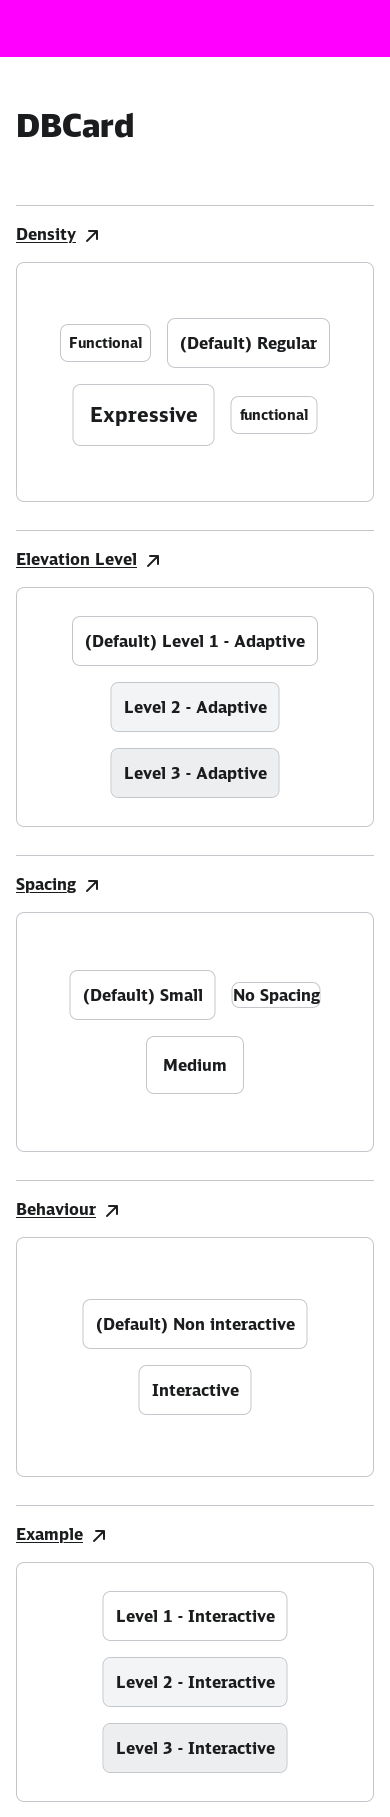 DBCard
Density
Functional
(Default) Regular
Expressive
functional
Elevation Level
(Default) Level 1 - Adaptive
Level 2 - Adaptive
Level 3 - Adaptive
Spacing
(Default) Small
No Spacing
Medium
Behaviour
(Default) Non interactive
Interactive
Example
Level 1 - Interactive
Level 2 - Interactive
Level 3 - Interactive